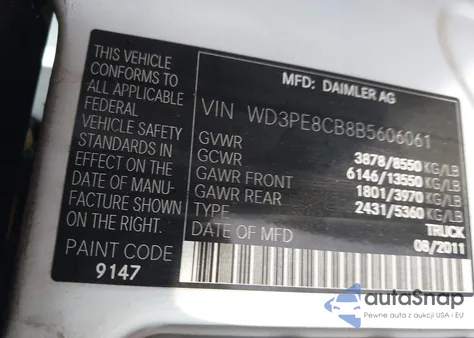 THIS VEHICLE
CONFORMS TO
ALL APPLICABLE
FEDERAL
VEHICLE SAFETY
STANDARDS IN
EFFECT ON THE
DATE OF MANU-
FACTURE SHOWN
ON THE RIGHT.
PAINT CODE
9147
MFD: DAIMLER AG
VIN WD3PE8CB8B5606061
GVWR 3878/8550 KG/LB
GCWR 6146/13550 KG/LB
GAWR FRONT 1801/3970 KG/LB
GAWR REAR 2431/5360 KG/LB
TYPE TRUCK
DATE OF MFD 08/2011
autoSnap
Auta z aukcji USA i EU